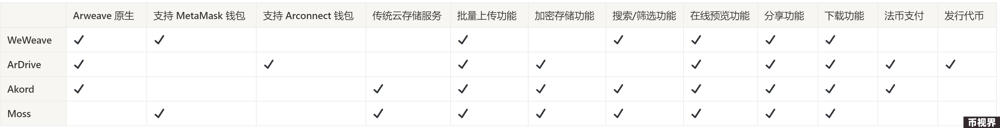 Arweave 原生 支持 MetaMask 钱包 支持 Arconnect 钱包 传统云存储服务 批量上传功能 加密存储功能 搜索/筛选功能 在线预览功能 分享功能 下载功能 法币支付 发行代币
WeWeave ✓ ✓ ✓ ✓ ✓ ✓ ✓
ArDrive ✓ ✓ ✓ ✓ ✓ ✓ ✓ ✓ ✓
Akord ✓ ✓ ✓ ✓ ✓ ✓ ✓ ✓ ✓
Moss ✓ ✓ ✓ ✓ ✓ ✓ ✓ ✓
币视界